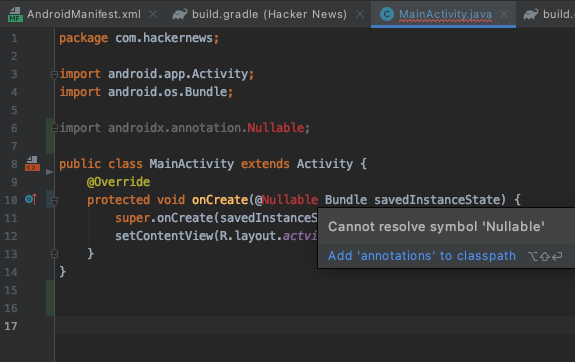 AndroidManifest.xml × build.gradle (Hacker News) × MainActivity.java × build.g
1 package com.hackernews;
2
3 import android.app.Activity;
4 import android.os.Bundle;
5
6 import androidx.annotation.Nullable;
7
8 public class MainActivity extends Activity {
9 @Override
10 protected void onCreate(@Nullable Bundle savedInstanceState) {
11 super.onCreate(savedInstanceS
Cannot resolve symbol 'Nullable'
12 setContentView(R.layout.actvi
Add 'annotations' to classpath ⌥⇧⏎
13 }
14 }
15
16
17